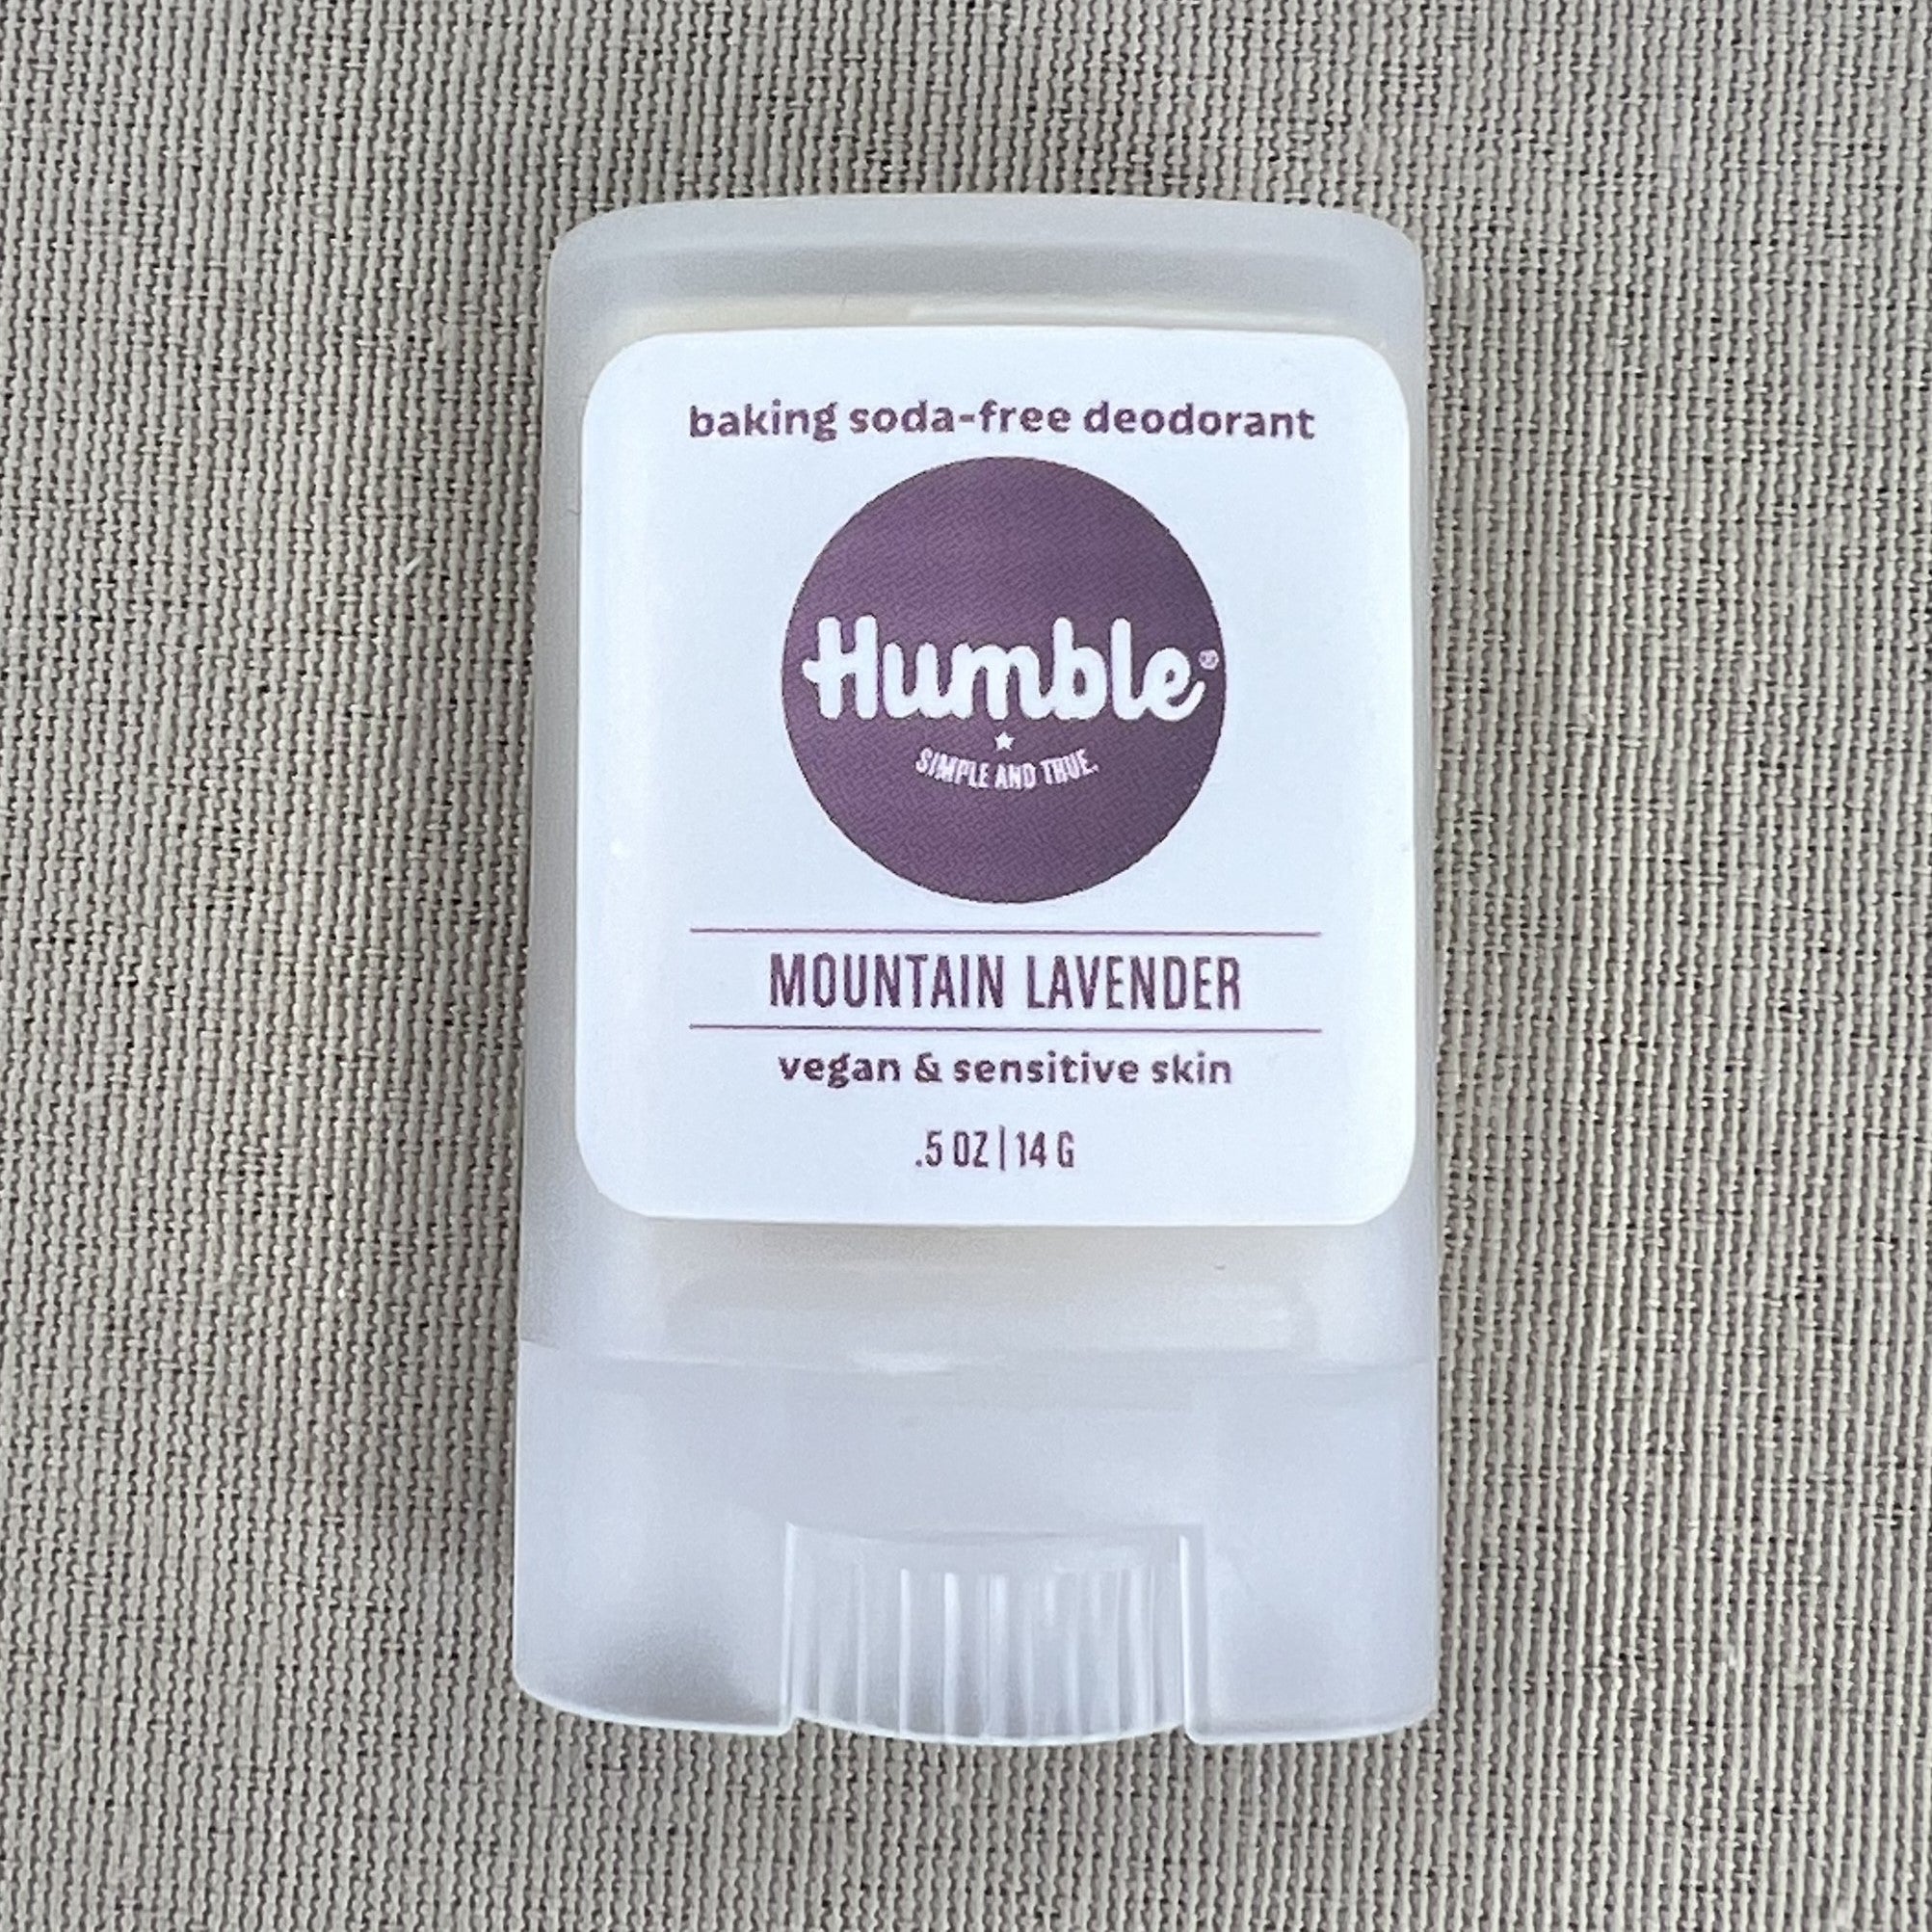 baking soda-free deodorant
Humble®
SIMPLE AND TRUE.
MOUNTAIN LAVENDER
vegan & sensitive skin
.5 OZ | 14 G